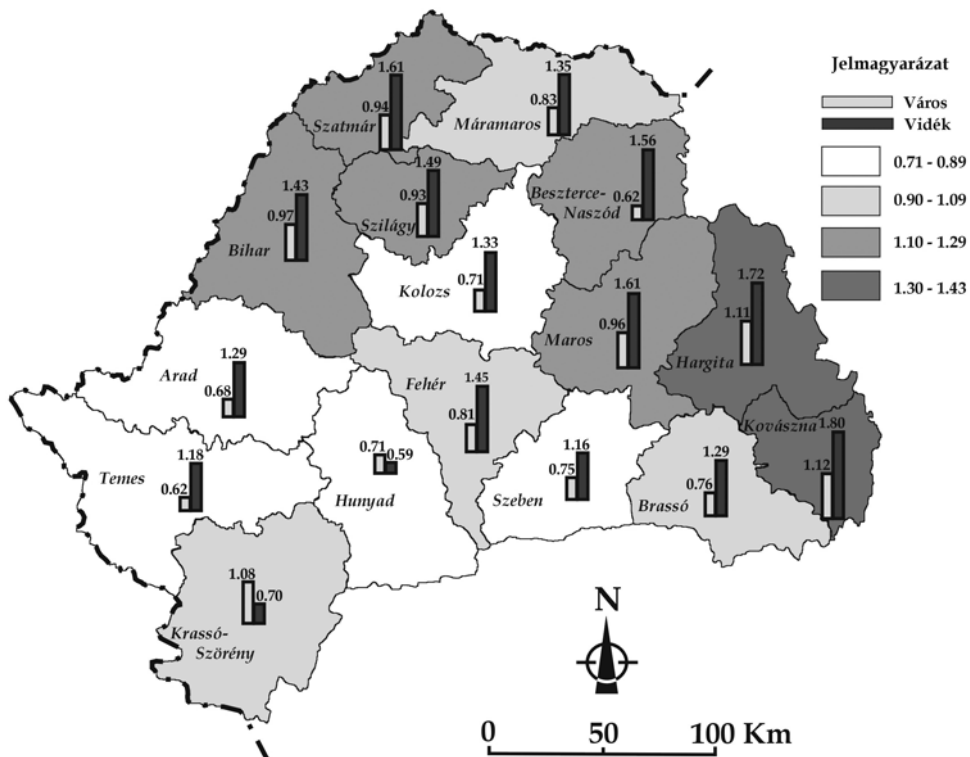 Jelmagyarázat
Város
Vidék
0.71 - 0.89
0.90 - 1.09
1.10 - 1.29
1.30 - 1.43
1.61
0.94
Szatmár
1.35
0.83
Máramaros
1.56
0.62
Beszterce-
Naszód
1.49
0.93
Szilágy
1.43
0.97
Bihar
1.33
0.71
Kolozs
1.61
0.96
Maros
1.72
1.11
Hargita
1.29
0.68
Arad
Fehér
1.45
0.81
Kovászna
1.80
1.12
1.18
0.62
Temes
0.71
0.59
Hunyad
1.16
0.75
Szeben
1.29
0.76
Brassó
1.08
0.70
Krassó-
Szörény
N
0 50 100 Km